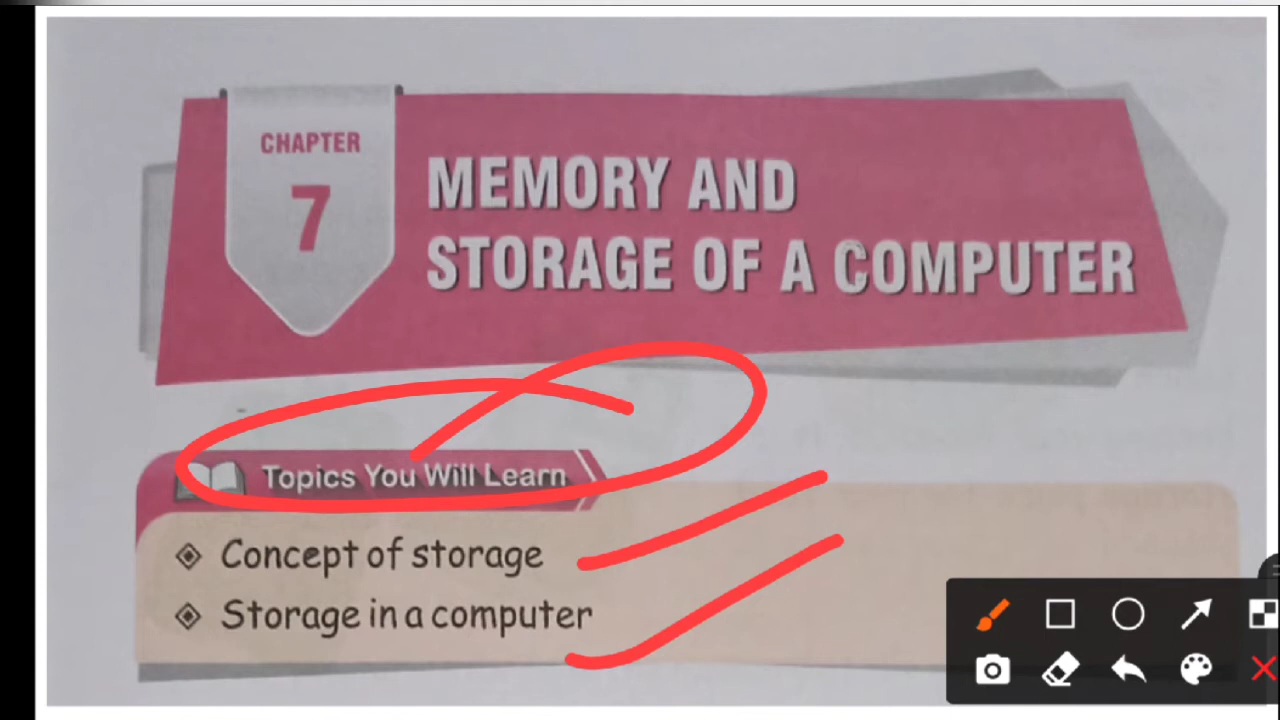 CHAPTER
7
MEMORY AND
STORAGE OF A COMPUTER
Topics You Will Learn
Concept of storage
Storage in a computer